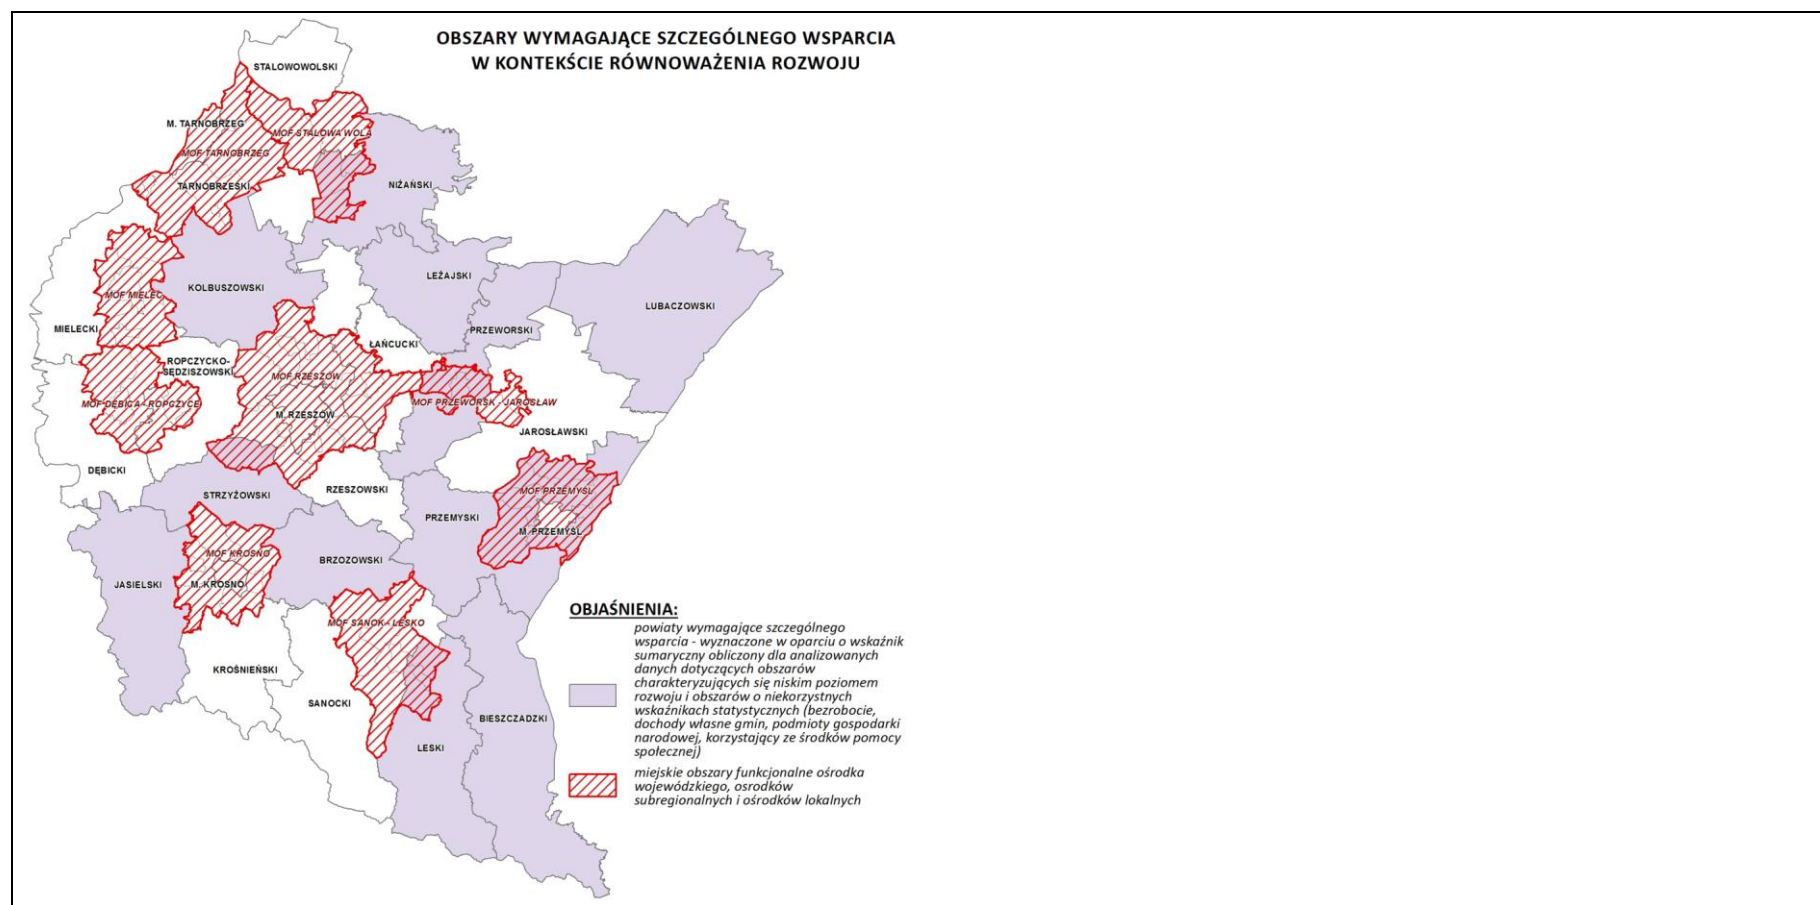 OBSZARY WYMAGAJĄCE SZCZEGÓLNEGO WSPARCIA
W KONTEKŚCIE RÓWNOWAŻENIA ROZWOJU
STALOWOWOLSKI
M. TARNOBRZEG
MOF STALOWA WOLA
MOF TARNOBRZEG
TARNOBRZESKI
NIŻAŃSKI
LEŻAJSKI
KOLBUSZOWSKI
MOF MIELEC
LUBACZOWSKI
MIELECKI
PRZEWORSKI
ŁAŃCUCKI
ROPCZYCKO-
SĘDZISZOWSKI
MOF RZESZÓW
MOF DĘBICA - ROPCZYCE
MOF PRZEWORSK - JAROSŁAW
M. RZESZÓW
JAROSŁAWSKI
DĘBICKI
RZESZOWSKI
MOF PRZEMYŚL
STRZYŻOWSKI
PRZEMYSKI
M. PRZEMYŚL
MOF KROSNO
BRZOZOWSKI
JASIELSKI
M. KROSNO
MOF SANOK - LESKO
KROŚNIEŃSKI
SANOCKI
BIESZCZADZKI
LESKI
OBJAŚNIENIA:
powiaty wymagające szczególnego
wsparcia - wyznaczone w oparciu o wskaźnik
sumaryczny obliczony dla analizowanych
danych dotyczących obszarów
charakteryzujących się niskim poziomem
rozwoju i obszarów o niekorzystnych
wskaźnikach statystycznych (bezrobocie,
dochody własne gmin, podmioty gospodarki
narodowej, korzystający ze środków pomocy
społecznej)
miejskie obszary funkcjonalne ośrodka
wojewódzkiego, osrodków
subregionalnych i ośrodków lokalnych